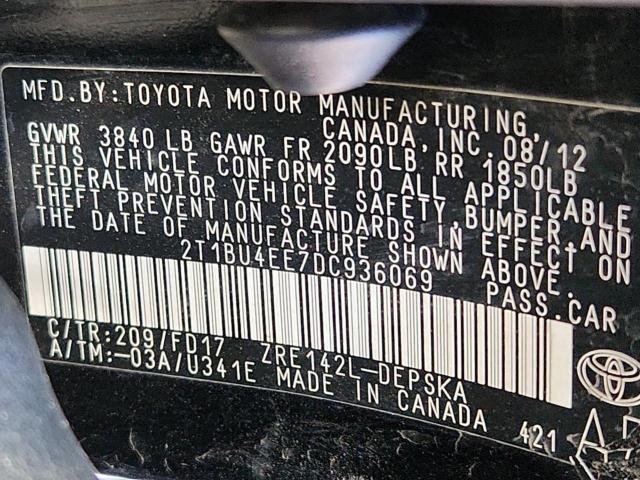 MFD.BY:TOYOTA MOTOR MANUFACTURING,
CANADA,INC.08/12
GVWR 3840 LB GAWR FR 2090LB RR 1850LB
THIS VEHICLE CONFORMS TO ALL APPLICABLE
FEDERAL MOTOR VEHICLE SAFETY,BUMPER,AND
THEFT PREVENTION STANDARDS IN EFFECT ON
THE DATE OF MANUFACTURE SHOWN ABOVE.
2T1BU4EE7DC936069
PASS.CAR
C/TR:209/FD17 ZRE142L-DEPSKA
A/TM:-03A/U341E MADE IN CANADA
421